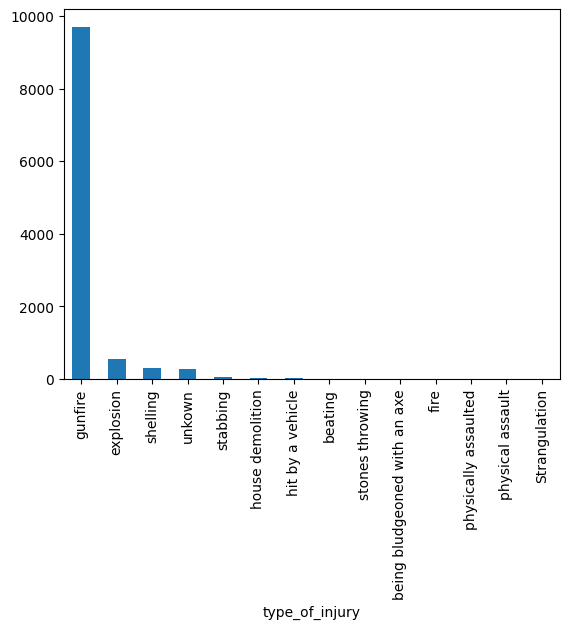 10000
8000
6000
4000
2000
0
gunfire
explosion
shelling
unkown
stabbing
house demolition
hit by a vehicle
beating
stones throwing
being bludgeoned with an axe
fire
physically assaulted
physical assault
Strangulation
type_of_injury